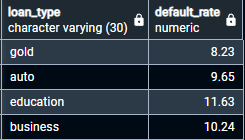 loan_type default_rate
character varying (30) numeric
gold 8.23
auto 9.65
education 11.63
business 10.24